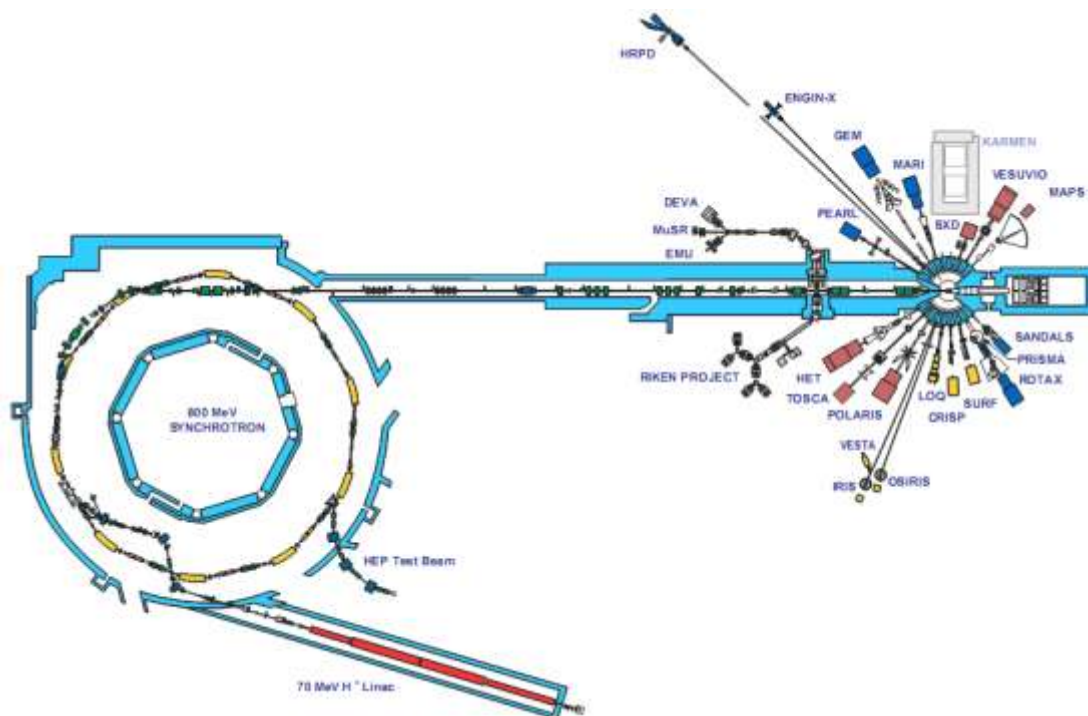 HRPD
ENGIN-X
GEM
KARMEN
MARI
VESUVIO
MAPS
DEVA
PEARL
SXD
MuSR
EMU
SANDALS
PRISMA
RIKEN PROJECT
HET
ROTAX
TOSCA
LOQ
SURF
POLARIS
CRISP
800 MeV
SYNCHROTRON
VESTA
IRIS
OSIRIS
HEP Test Beam
70 MeV H⁻ Linac